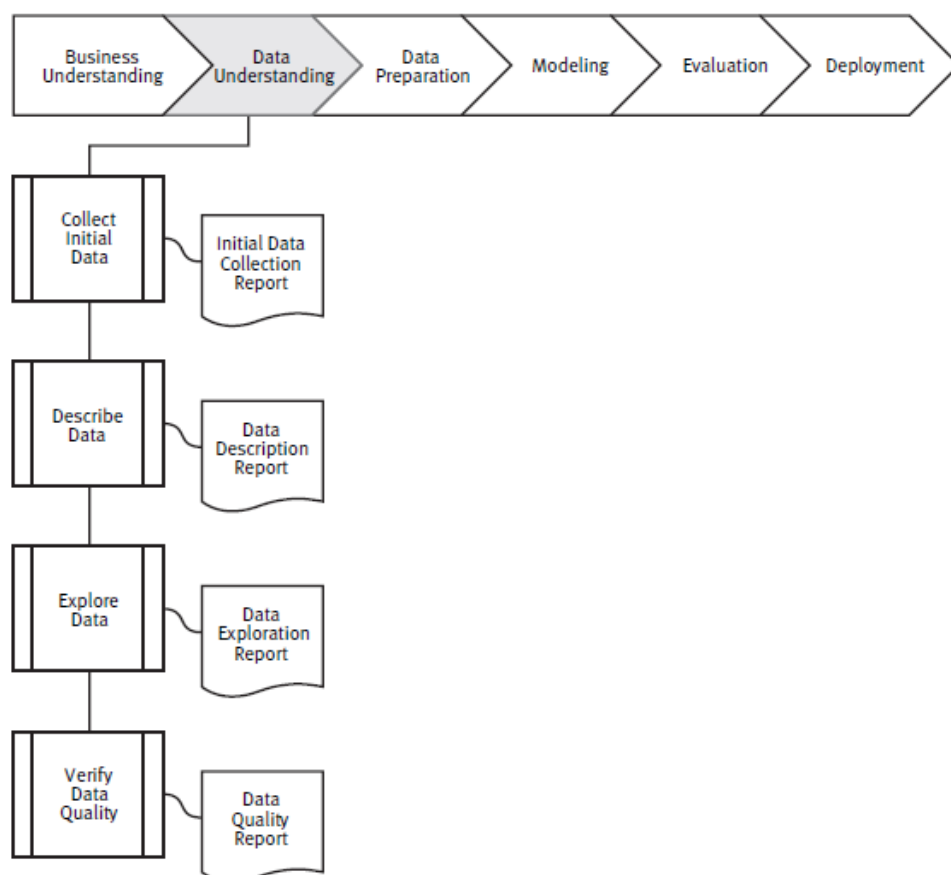 Business
Understanding
Data
Understanding
Data
Preparation
Modeling
Evaluation
Deployment
Collect
Initial
Data
Initial Data
Collection
Report
Describe
Data
Data
Description
Report
Explore
Data
Data
Exploration
Report
Verify
Data
Quality
Data
Quality
Report